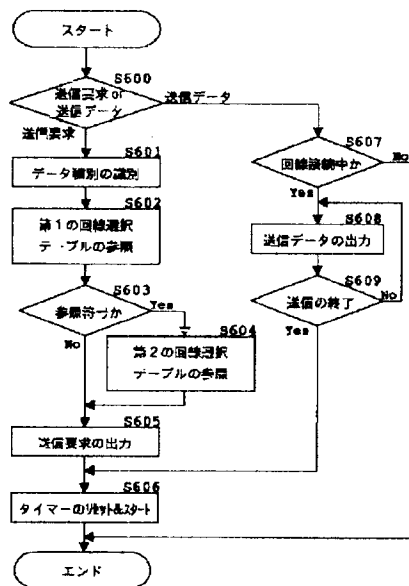 スタート
S600
送信要求 or
送信データ
送信データ
送信要求
S601
データ種別の識別
S602
第1の回線選択
テーブルの参照
S603
参照符号か
Yes
No
S604
第2の回線選択
テーブルの参照
S605
送信要求の出力
S606
タイマーのリセット&スタート
エンド
S607
回線接続中か
No
Yes
S608
送信データの出力
S609
送信の終了
No
Yes